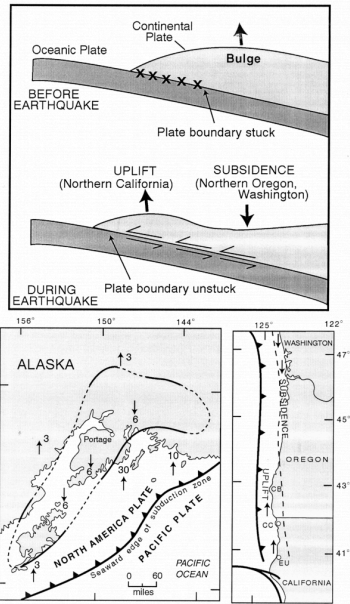 Continental
Plate
Oceanic Plate
Bulge
X X X X X
BEFORE
EARTHQUAKE
Plate boundary stuck
UPLIFT
(Northern California)
SUBSIDENCE
(Northern Oregon,
Washington)
DURING
EARTHQUAKE
Plate boundary unstuck
156°
150°
144°
ALASKA
3
3
6
Portage
6
6
30
10
3
NORTH AMERICA PLATE
Seaward edge of subduction zone
PACIFIC PLATE
PACIFIC
OCEAN
0 60
miles
125°
122°
WASHINGTON
47°
SUBSIDENCE
45°
OREGON
UPLIFT
CB
43°
CC
41°
EU
CALIFORNIA